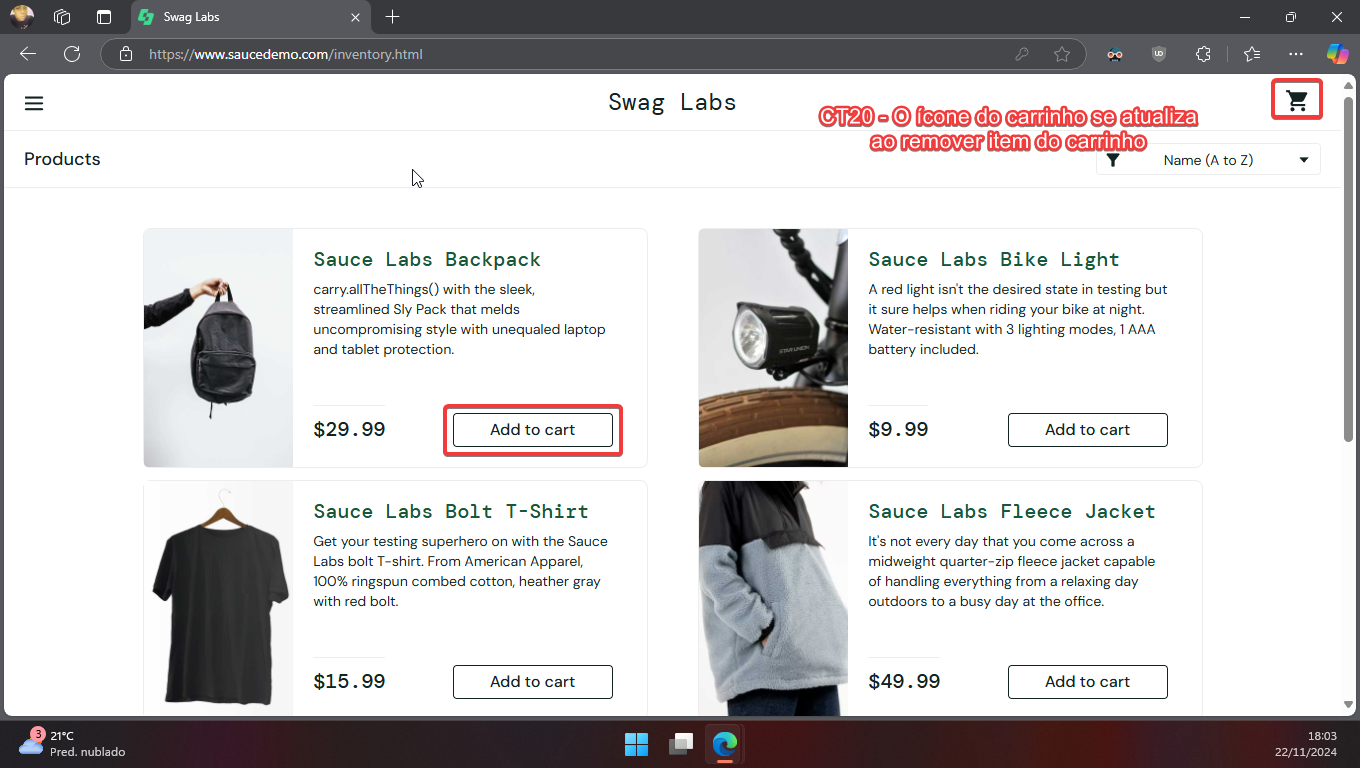 Swag Labs
https://www.saucedemo.com/inventory.html
Swag Labs
CT20 - O ícone do carrinho se atualiza
ao remover item do carrinho
Products
Name (A to Z)
Sauce Labs Backpack
carry.allTheThings() with the sleek,
streamlined Sly Pack that melds
uncompromising style with unequaled laptop
and tablet protection.
$29.99
Add to cart
Sauce Labs Bike Light
A red light isn't the desired state in testing but
it sure helps when riding your bike at night.
Water-resistant with 3 lighting modes, 1 AAA
battery included.
STAR UNION
$9.99
Add to cart
Sauce Labs Bolt T-Shirt
Get your testing superhero on with the Sauce
Labs bolt T-shirt. From American Apparel,
100% ringspun combed cotton, heather gray
with red bolt.
$15.99
Add to cart
Sauce Labs Fleece Jacket
It's not every day that you come across a
midweight quarter-zip fleece jacket capable
of handling everything from a relaxing day
outdoors to a busy day at the office.
$49.99
Add to cart
3
21°C
Pred. nublado
18:03
22/11/2024